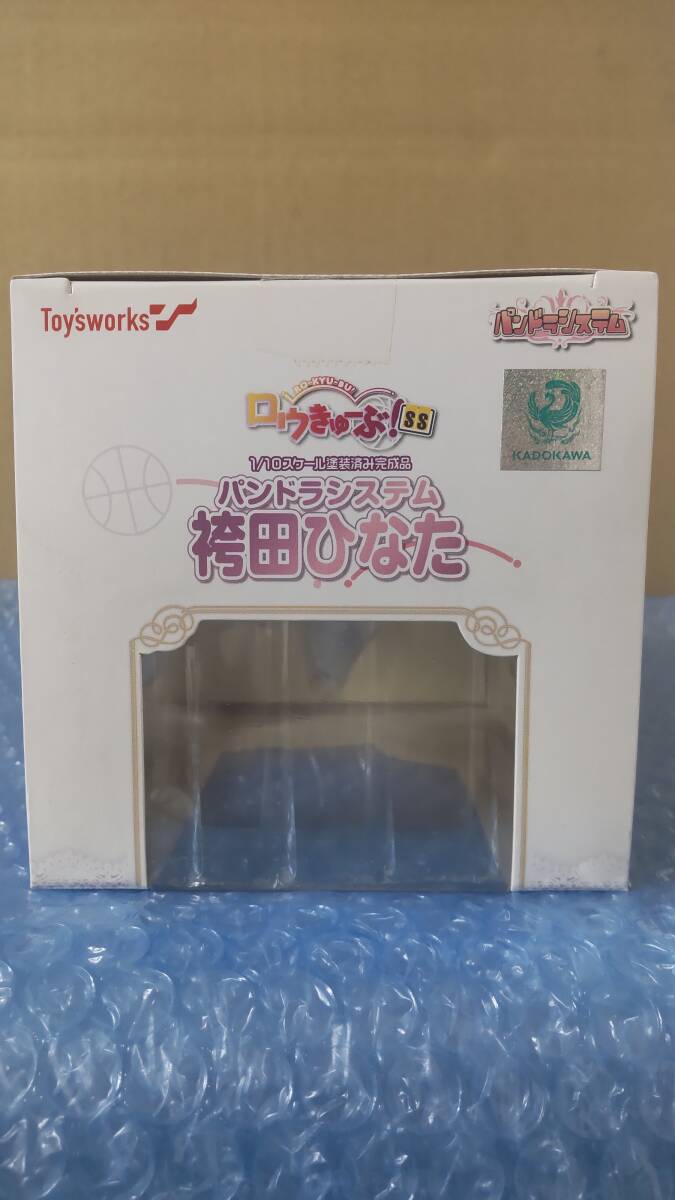 Toy'sworks
パンドラシステム
RO-KYU-BU!
ロウきゅーぶ! SS
KADOKAWA
1/10スケール塗装済み完成品
パンドラシステム
袴田ひなた